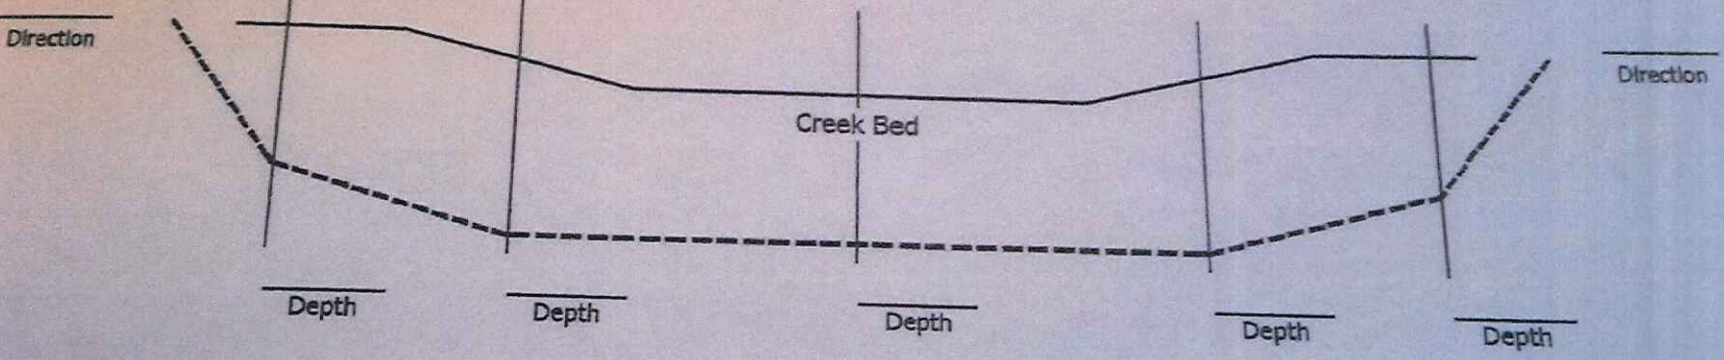 Direction
Direction
Creek Bed
Depth
Depth
Depth
Depth
Depth